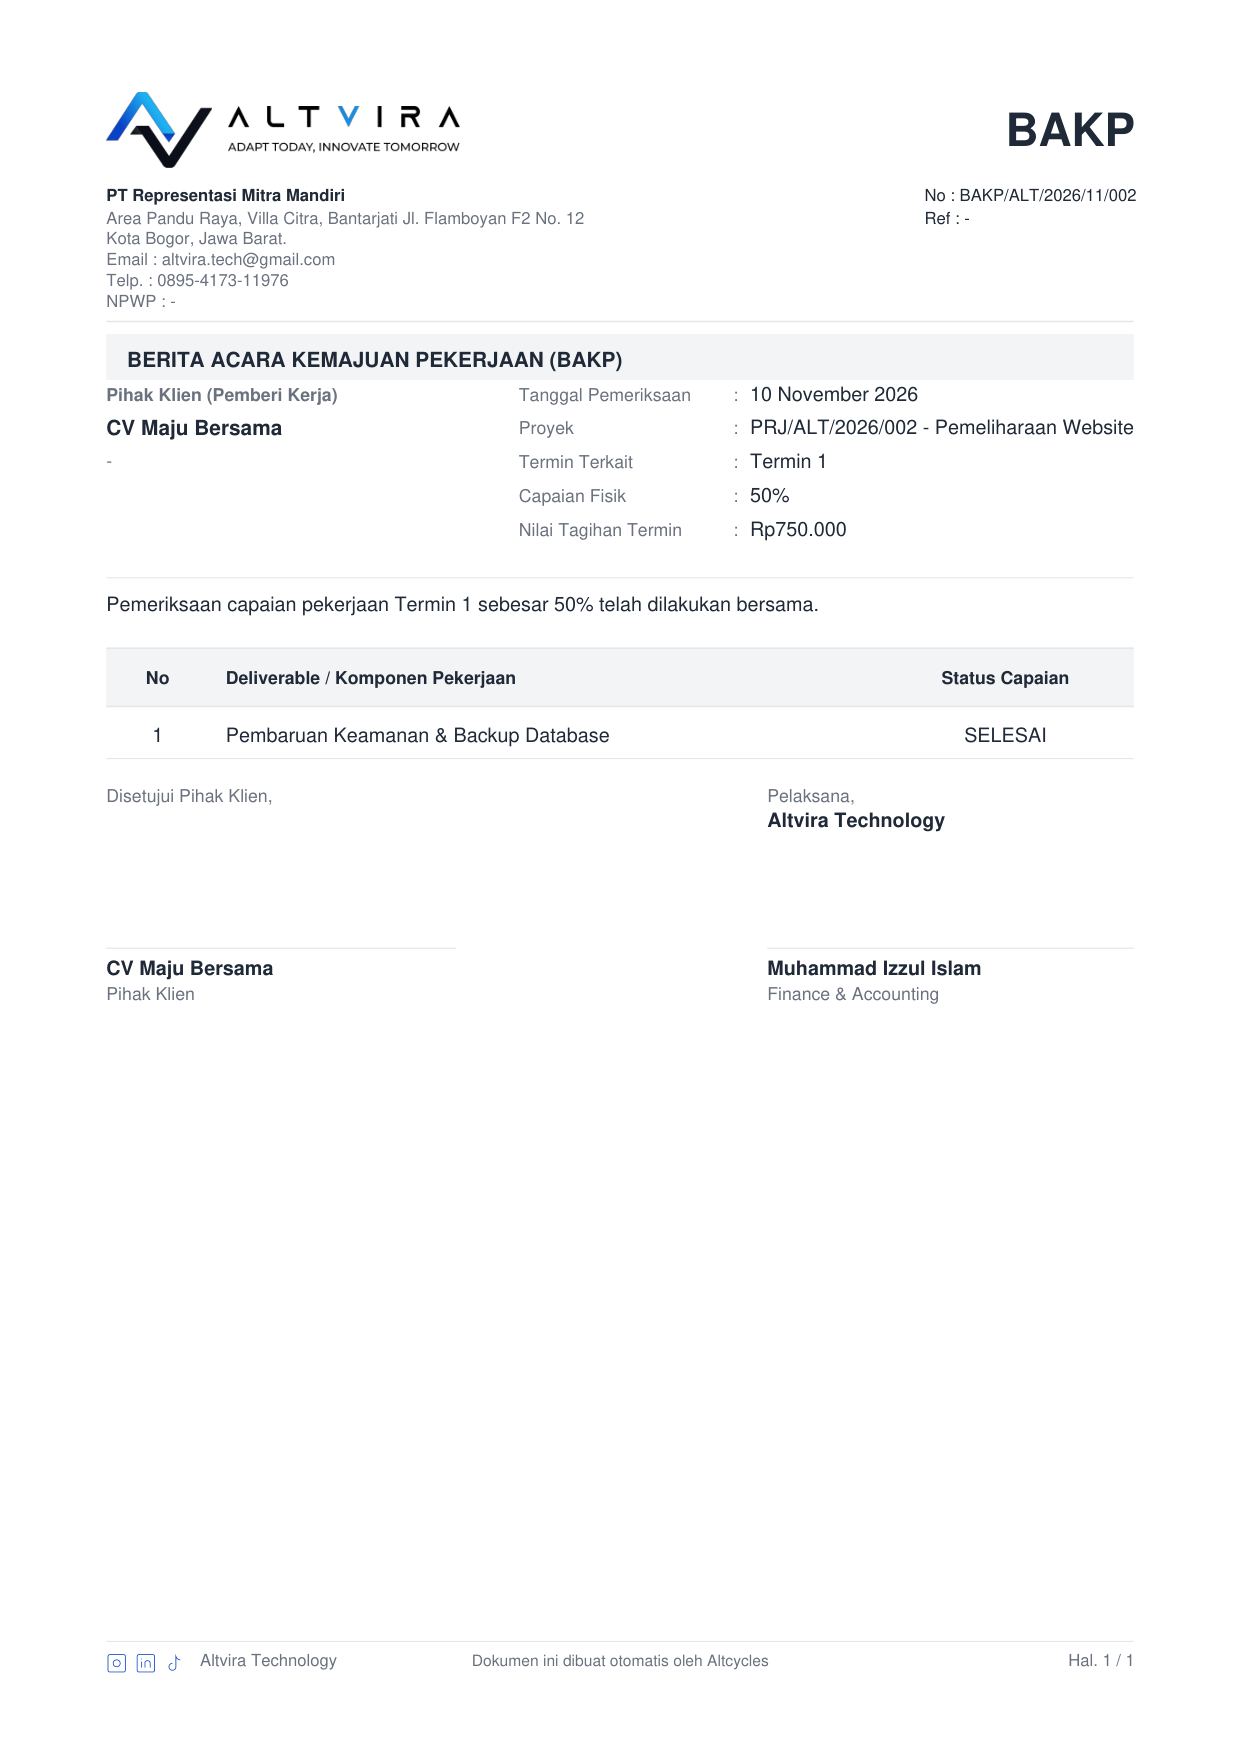 ALTVIRA
ADAPT TODAY, INNOVATE TOMORROW
BAKP
PT Representasi Mitra Mandiri
Area Pandu Raya, Villa Citra, Bantarjati Jl. Flamboyan F2 No. 12
Kota Bogor, Jawa Barat.
Email : altvira.tech@gmail.com
Telp. : 0895-4173-11976
NPWP : -
No : BAKP/ALT/2026/11/002
Ref : -
BERITA ACARA KEMAJUAN PEKERJAAN (BAKP)
Pihak Klien (Pemberi Kerja)
CV Maju Bersama
-
Tanggal Pemeriksaan : 10 November 2026
Proyek : PRJ/ALT/2026/002 - Pemeliharaan Website
Termin Terkait : Termin 1
Capaian Fisik : 50%
Nilai Tagihan Termin : Rp750.000
Pemeriksaan capaian pekerjaan Termin 1 sebesar 50% telah dilakukan bersama.
No Deliverable / Komponen Pekerjaan Status Capaian
1 Pembaruan Keamanan & Backup Database SELESAI
Disetujui Pihak Klien,
Pelaksana,
Altvira Technology
CV Maju Bersama
Pihak Klien
Muhammad Izzul Islam
Finance & Accounting
in Altvira Technology Dokumen ini dibuat otomatis oleh Altcycles Hal. 1 / 1